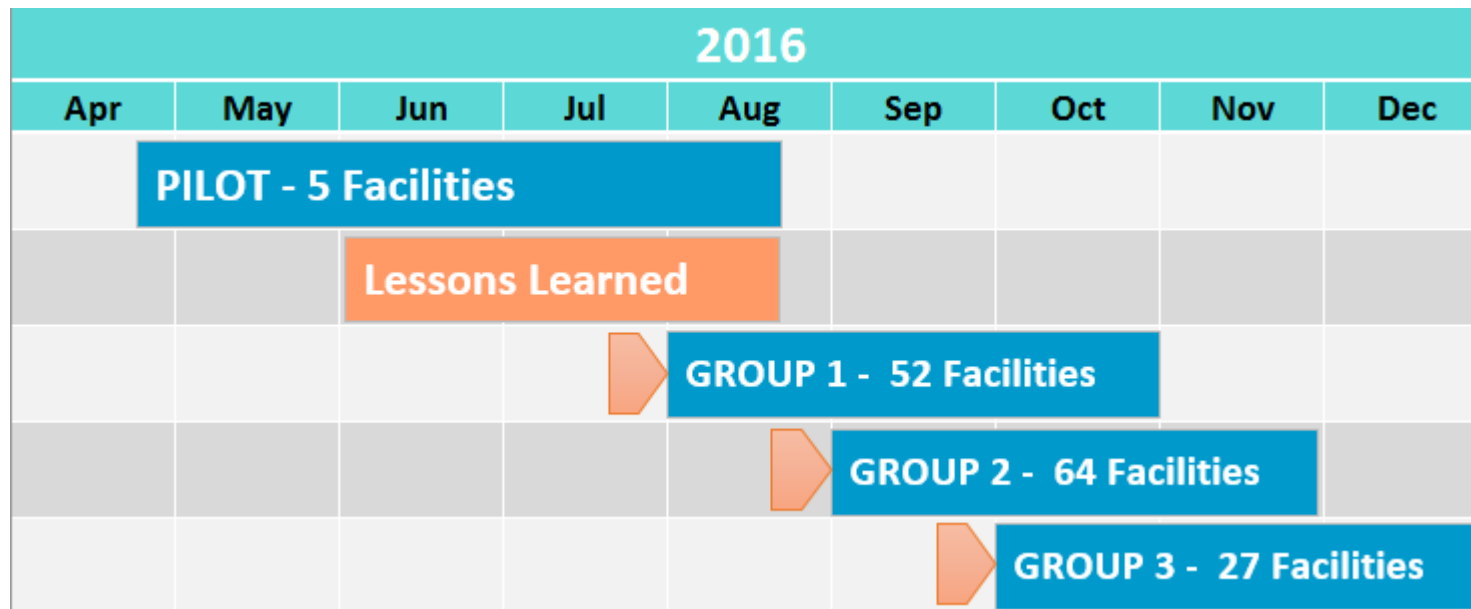 2016
Apr May Jun Jul Aug Sep Oct Nov Dec
PILOT - 5 Facilities
Lessons Learned
GROUP 1 -  52 Facilities
GROUP 2 -  64 Facilities
GROUP 3 -  27 Facilities